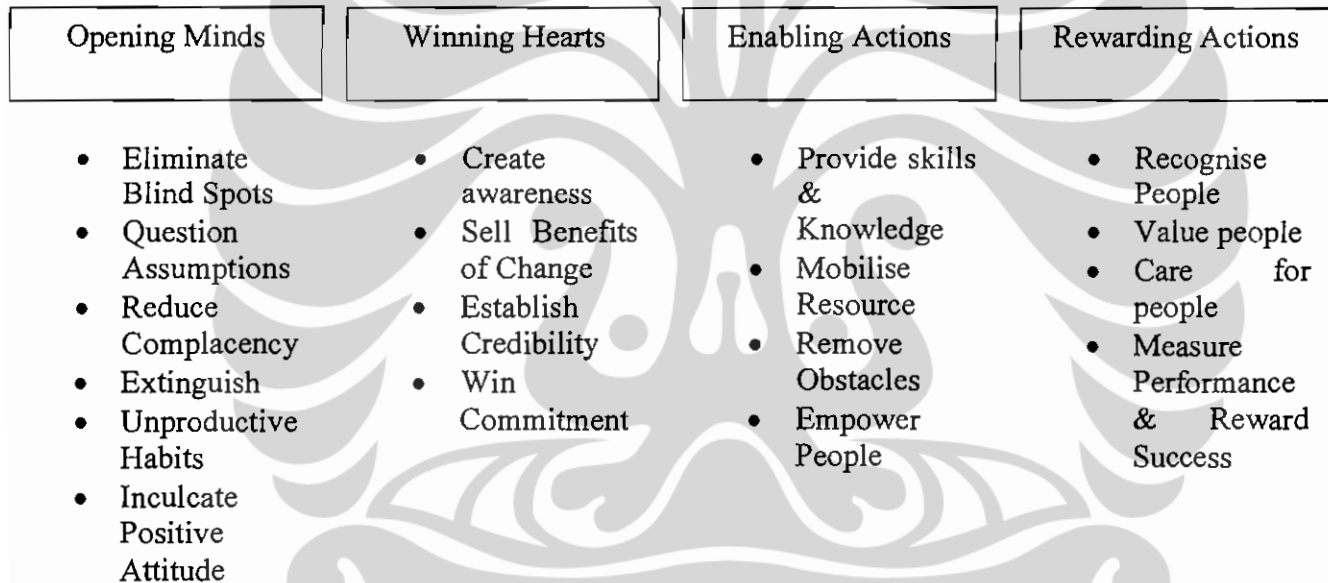 Opening Minds
Eliminate
Blind Spots
Question
Assumptions
Reduce
Complacency
Extinguish
Unproductive
Habits
Inculcate
Positive
Attitude
Winning Hearts
Create
awareness
Sell Benefits
of Change
Establish
Credibility
Win
Commitment
Enabling Actions
Provide skills
&
Knowledge
Mobilise
Resource
Remove
Obstacles
Empower
People
Rewarding Actions
Recognise
People
Value people
Care for
people
Measure
Performance
& Reward
Success